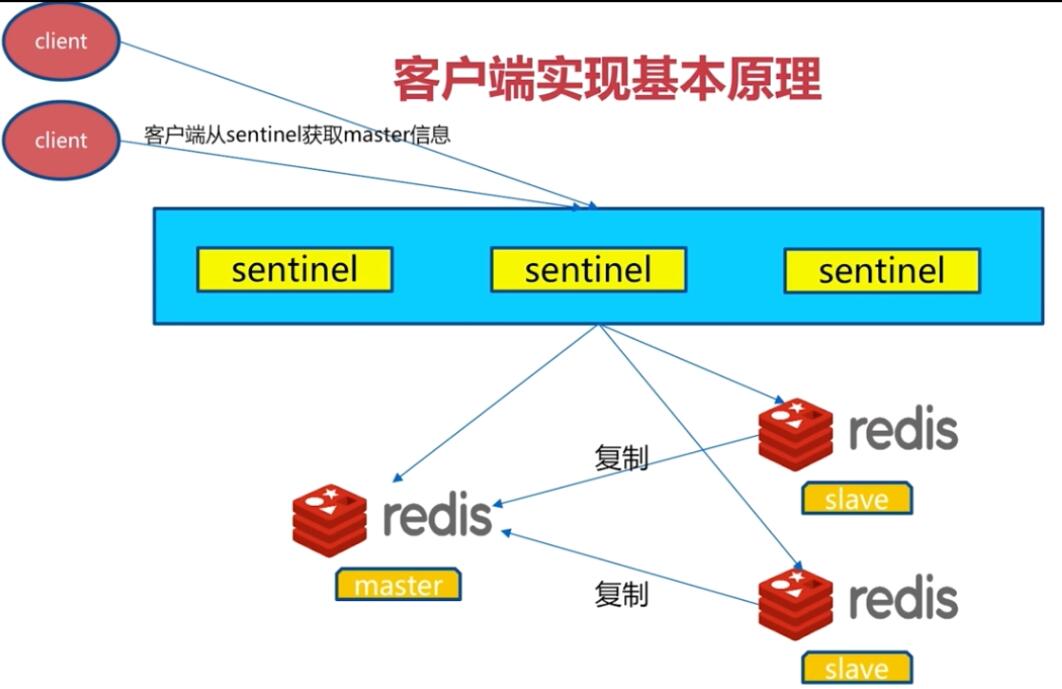 client
客户端实现基本原理
client
客户端从sentinel获取master信息
sentinel
sentinel
sentinel
redis
复制
slave
redis
master
复制
redis
slave